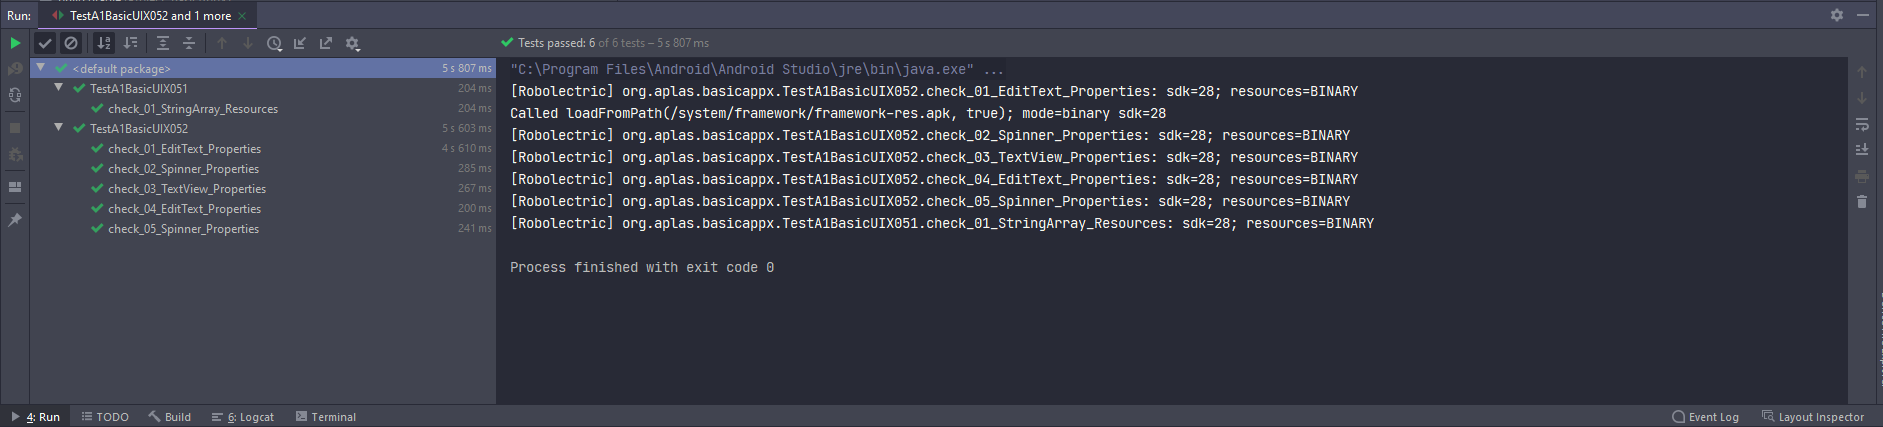 Run: TestA1BasicUIX052 and 1 more
Tests passed: 6 of 6 tests – 5 s 807 ms
<default package> 5 s 807 ms
TestA1BasicUIX051 204 ms
check_01_StringArray_Resources 204 ms
TestA1BasicUIX052 5 s 603 ms
check_01_EditText_Properties 4 s 610 ms
check_02_Spinner_Properties 285 ms
check_03_TextView_Properties 267 ms
check_04_EditText_Properties 200 ms
check_05_Spinner_Properties 241 ms
"C:\Program Files\Android\Android Studio\jre\bin\java.exe" ...
[Robolectric] org.aplas.basicappx.TestA1BasicUIX052.check_01_EditText_Properties: sdk=28; resources=BINARY
Called loadFromPath(/system/framework/framework-res.apk, true); mode=binary sdk=28
[Robolectric] org.aplas.basicappx.TestA1BasicUIX052.check_02_Spinner_Properties: sdk=28; resources=BINARY
[Robolectric] org.aplas.basicappx.TestA1BasicUIX052.check_03_TextView_Properties: sdk=28; resources=BINARY
[Robolectric] org.aplas.basicappx.TestA1BasicUIX052.check_04_EditText_Properties: sdk=28; resources=BINARY
[Robolectric] org.aplas.basicappx.TestA1BasicUIX052.check_05_Spinner_Properties: sdk=28; resources=BINARY
[Robolectric] org.aplas.basicappx.TestA1BasicUIX051.check_01_StringArray_Resources: sdk=28; resources=BINARY
Process finished with exit code 0
4: Run TODO Build 6: Logcat Terminal Event Log Layout Inspector